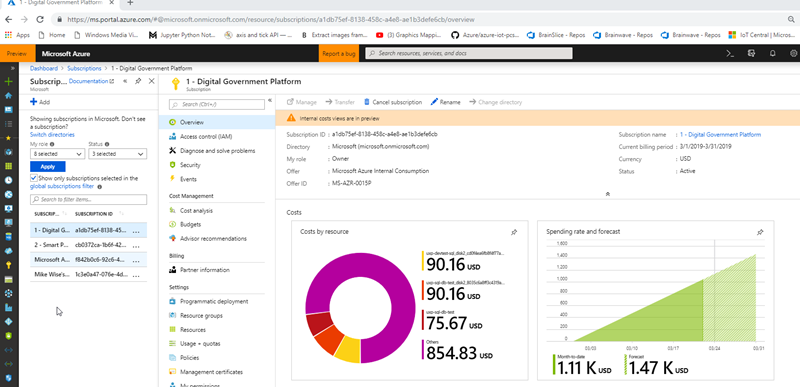 1 - Digital Government Platform
https://ms.portal.azure.com/#@microsoft.onmicrosoft.com/resource/subscriptions/a1db75ef-8138-458c-a4e8-ae1b3defe6cb/overview
Apps
Windows Media Vi...
Jupyter Python Not...
axis and tick API —...
Extract images fram...
(3) Graphics Mappi...
Azure/azure-iot-pcs...
BrainSlice - Repos
BrainWave - Repos
IoT Central | Micros...
Preview
Microsoft Azure
Report a bug
Search resources, services, and docs
Dashboard > Subscriptions > 1 - Digital Government Platform
Subscrip...
Documentation
Microsoft
+ Add
Showing subscriptions in Microsoft. Don't see
a subscription?
Switch directories
My role
Status
8 selected
3 selected
Apply
Show only subscriptions selected in the
global subscriptions filter
Search to filter items...
SUBSCRIPT...
SUBSCRIPTION ID
1 - Digital G...
a1db75ef-8138-45...
...
2 - Smart P...
cb0372ca-1b6f-42...
...
Microsoft A...
f842b0c6-92c6-4...
...
Mike Wise's...
1c3e0a47-076e-4d...
...
1 - Digital Government Platform
Subscription
Search (Ctrl+/)
Overview
Access control (IAM)
Diagnose and solve problems
Security
Events
Cost Management
Cost analysis
Budgets
Advisor recommendations
Billing
Partner information
Settings
Programmatic deployment
Resource groups
Resources
Usage + quotas
Policies
Management certificates
My permissions
Manage
Transfer
Cancel subscription
Rename
Change directory
Internal costs views are in preview
Subscription ID : a1db75ef-8138-458c-a4e8-ae1b3defe6cb
Directory : Microsoft (microsoft.onmicrosoft.com)
My role : Owner
Offer : Microsoft Azure Internal Consumption
Offer ID : MS-AZR-0015P
Subscription name : 1 - Digital Government Platform
Current billing period : 3/1/2019-3/31/2019
Currency : USD
Status : Active
Costs
Costs by resource
90.16 USD
90.16 USD
usp-sql-db-test
75.67 USD
Others
854.83 USD
Spending rate and forecast
1,600
1,400
1,200
1,000
800
600
400
200
0
03/03
03/10
03/17
03/24
03/31
Month-to-date
1.11 K USD
Forecast
1.47 K USD